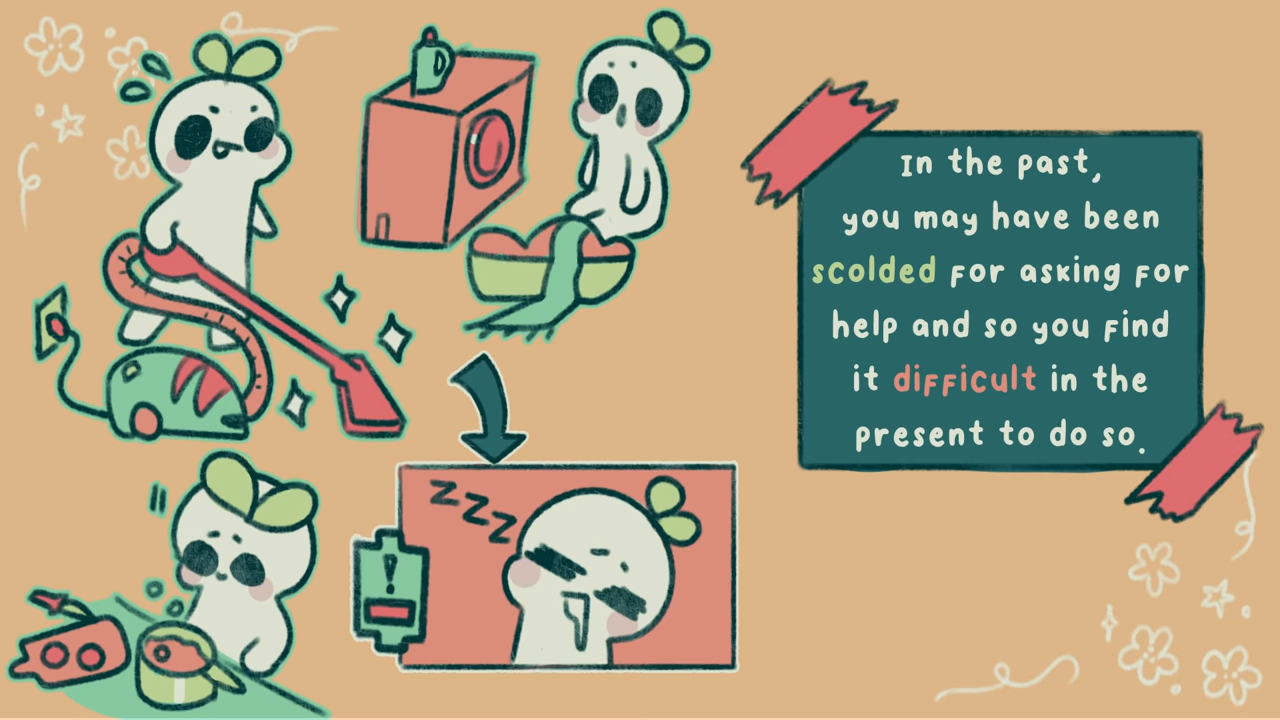 In the past,
you may have been
scolded for asking for
help and so you find
it difficult in the
present to do so.
ZZZZ
!